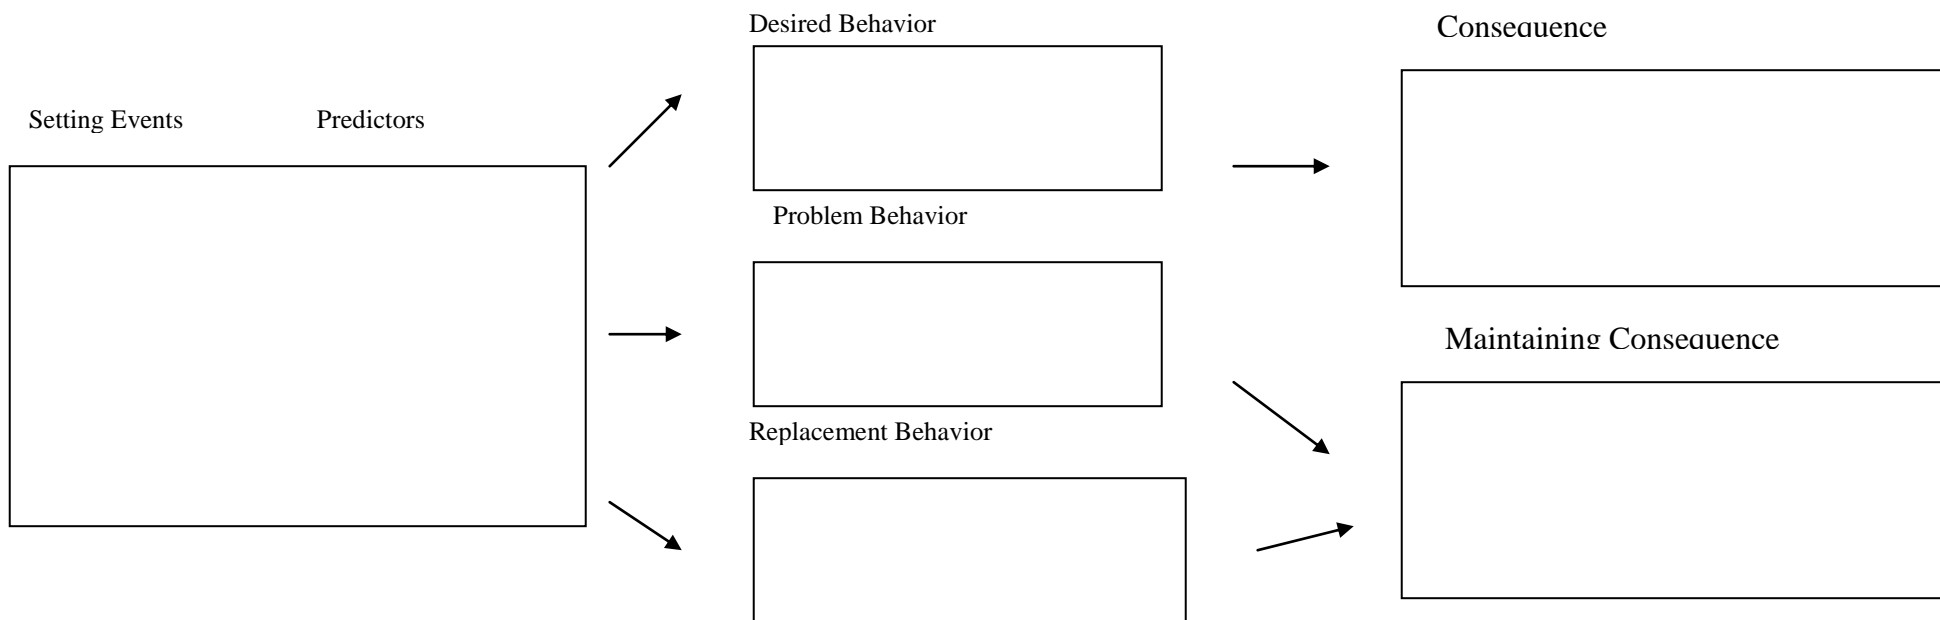 Desired Behavior
Consequence
Setting Events
Predictors
Problem Behavior
Maintaining Consequence
Replacement Behavior